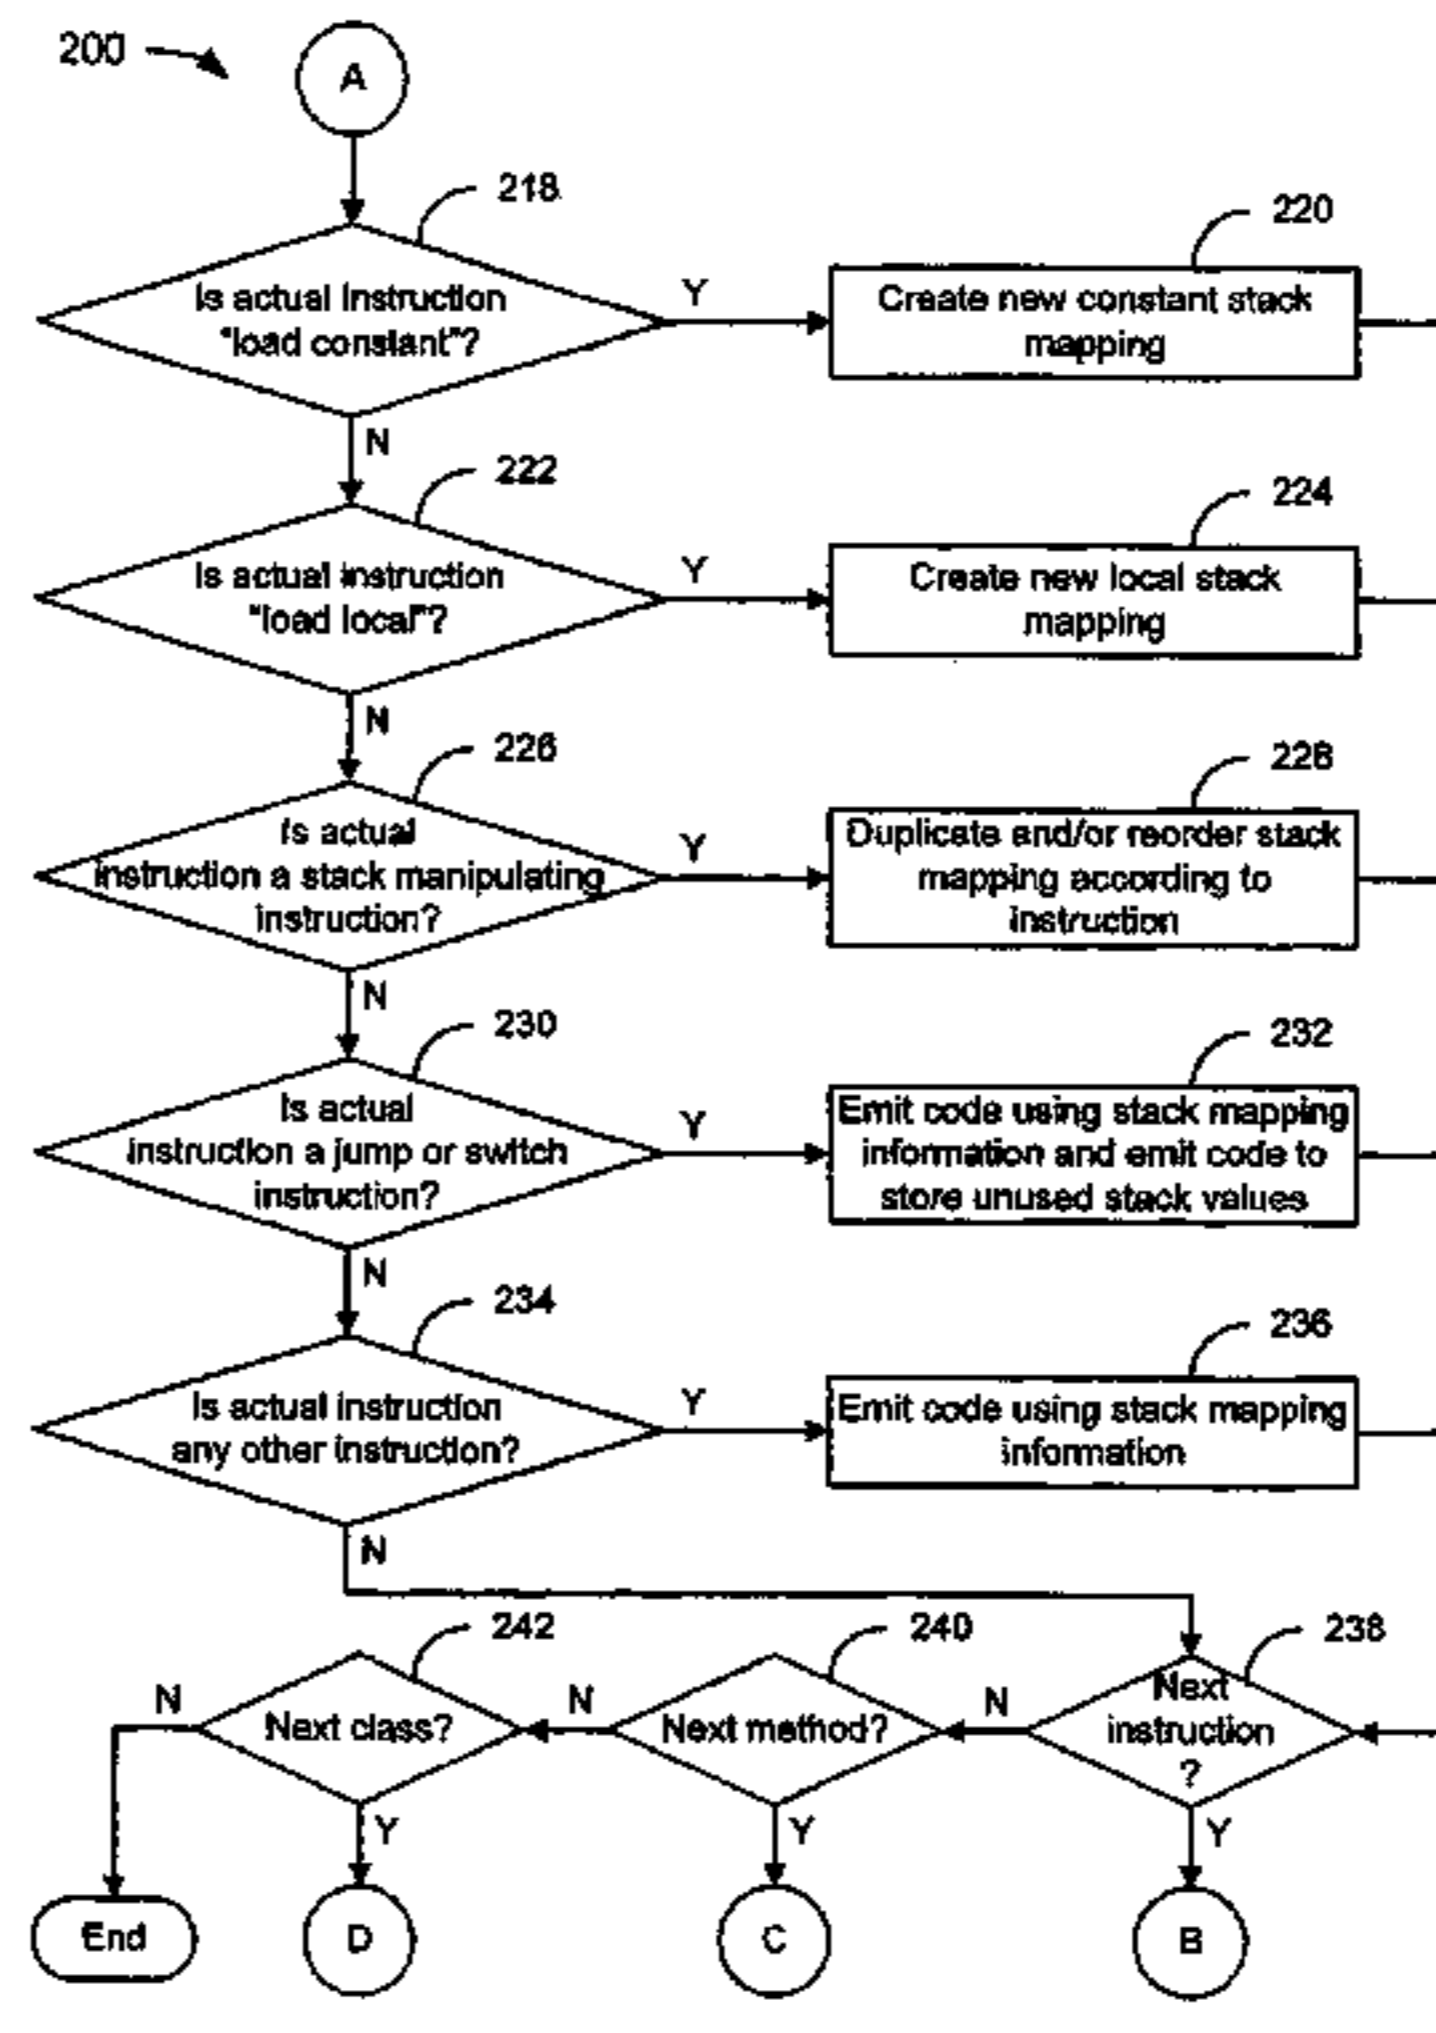 200
A
218
Is actual instruction
"load constant"?
Y
220
Create new constant stack
mapping
N
222
Is actual instruction
"load local"?
Y
224
Create new local stack
mapping
N
226
Is actual
instruction a stack manipulating
instruction?
Y
228
Duplicate and/or reorder stack
mapping according to
instruction
N
230
Is actual
instruction a jump or switch
instruction?
Y
232
Emit code using stack mapping
information and emit code to
store unused stack values
N
234
Is actual instruction
any other instruction?
Y
236
Emit code using stack mapping
information
N
242
240
238
N
Next class?
N
Next method?
N
Next
instruction
?
Y
Y
Y
End
D
C
B